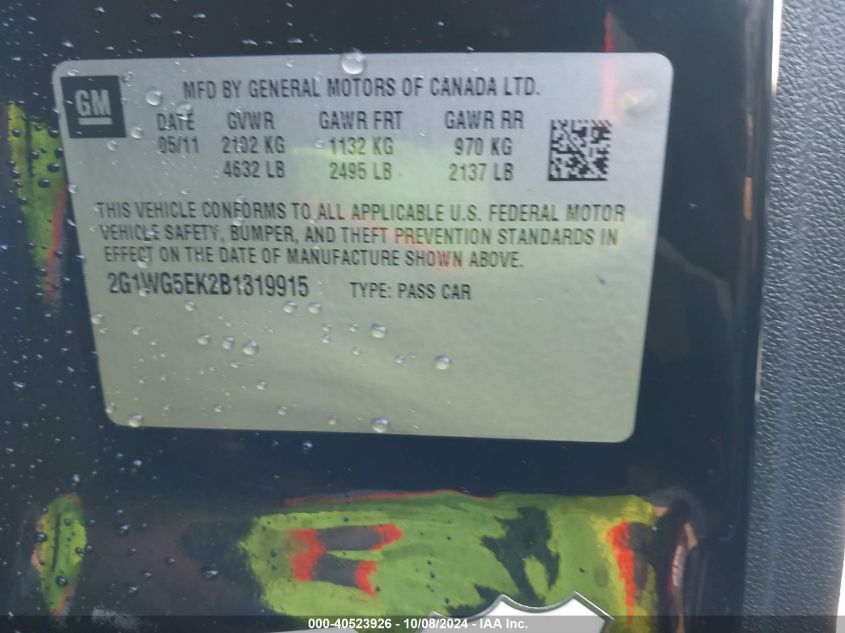 GM
MFD BY GENERAL MOTORS OF CANADA LTD.
DATE GVWR GAWR FRT GAWR RR
05/11 2102 KG 1132 KG 970 KG
4632 LB 2495 LB 2137 LB
THIS VEHICLE CONFORMS TO ALL APPLICABLE U.S. FEDERAL MOTOR
VEHICLE SAFETY, BUMPER, AND THEFT PREVENTION STANDARDS IN
EFFECT ON THE DATE OF MANUFACTURE SHOWN ABOVE.
2G1WG5EK2B1319915 TYPE: PASS CAR
000-40523926 - 10/08/2024 - IAA Inc.